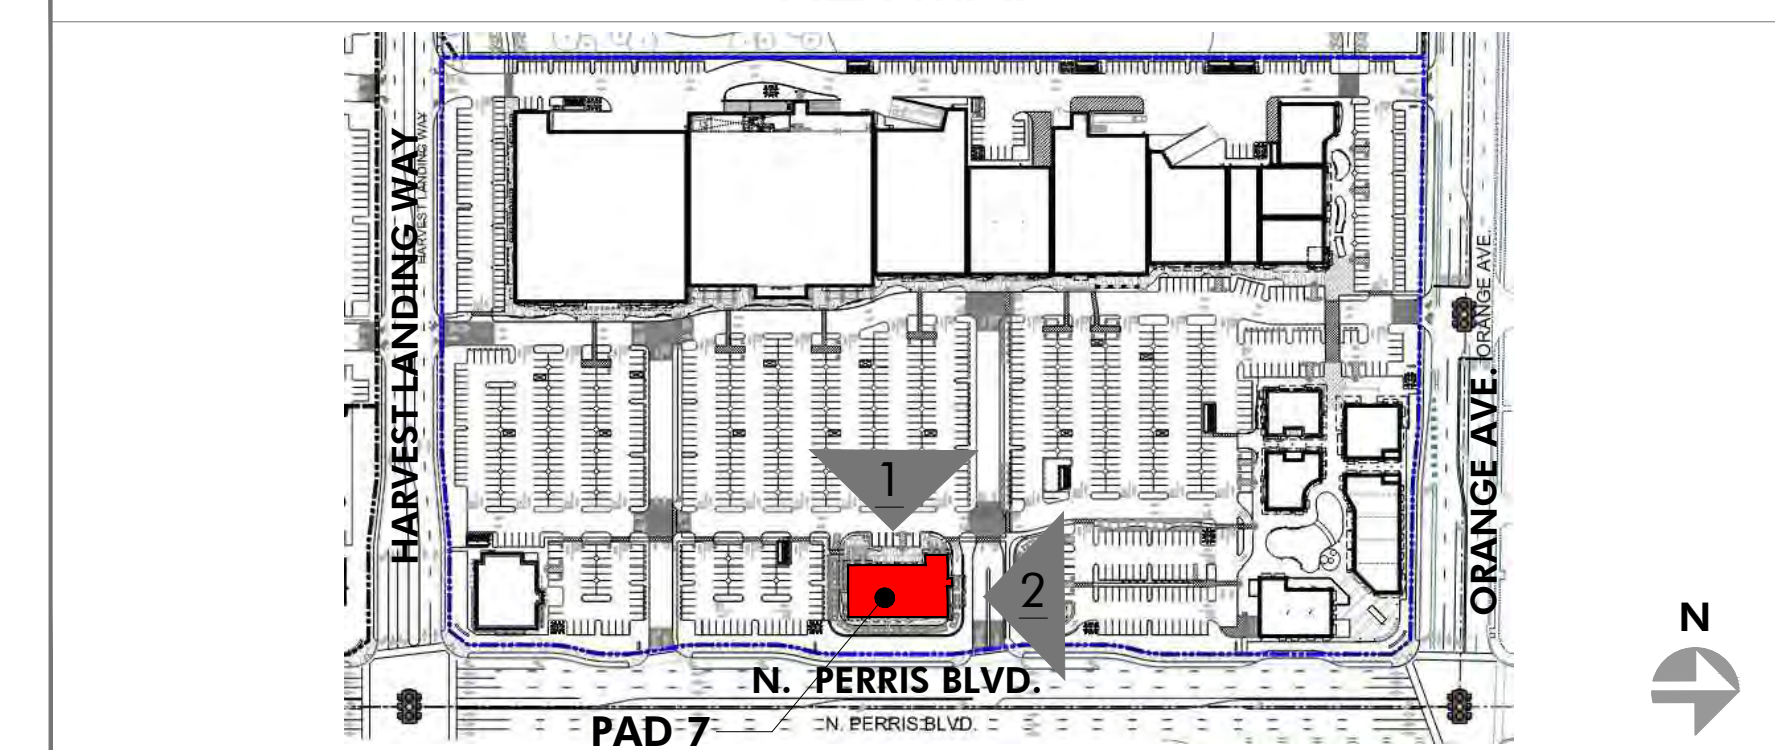 HARVEST LANDING WAY
HARVEST LANDING WAY
1
2
ORANGE AVE.
ORANGE AVE.
N
N. PERRIS BLVD.
N. PERRIS BLVD.
PAD 7